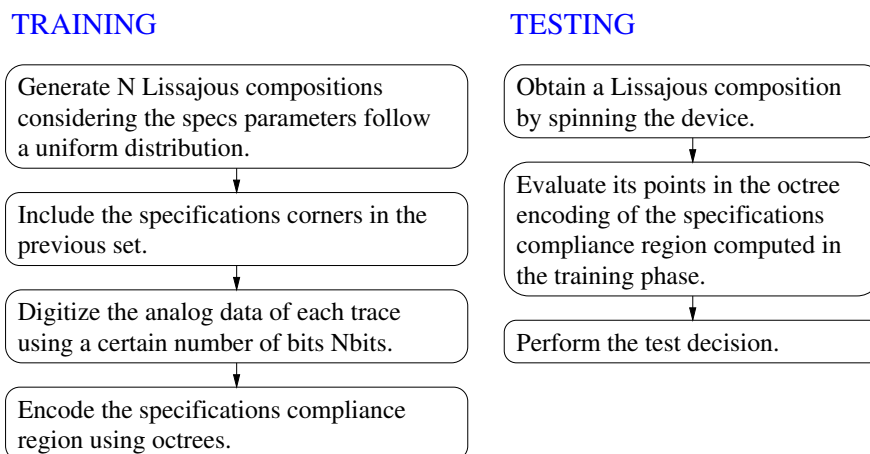 TRAINING
Generate N Lissajous compositions
considering the specs parameters follow
a uniform distribution.
Include the specifications corners in the
previous set.
Digitize the analog data of each trace
using a certain number of bits Nbits.
Encode the specifications compliance
region using octrees.
TESTING
Obtain a Lissajous composition
by spinning the device.
Evaluate its points in the octree
encoding of the specifications
compliance region computed in
the training phase.
Perform the test decision.